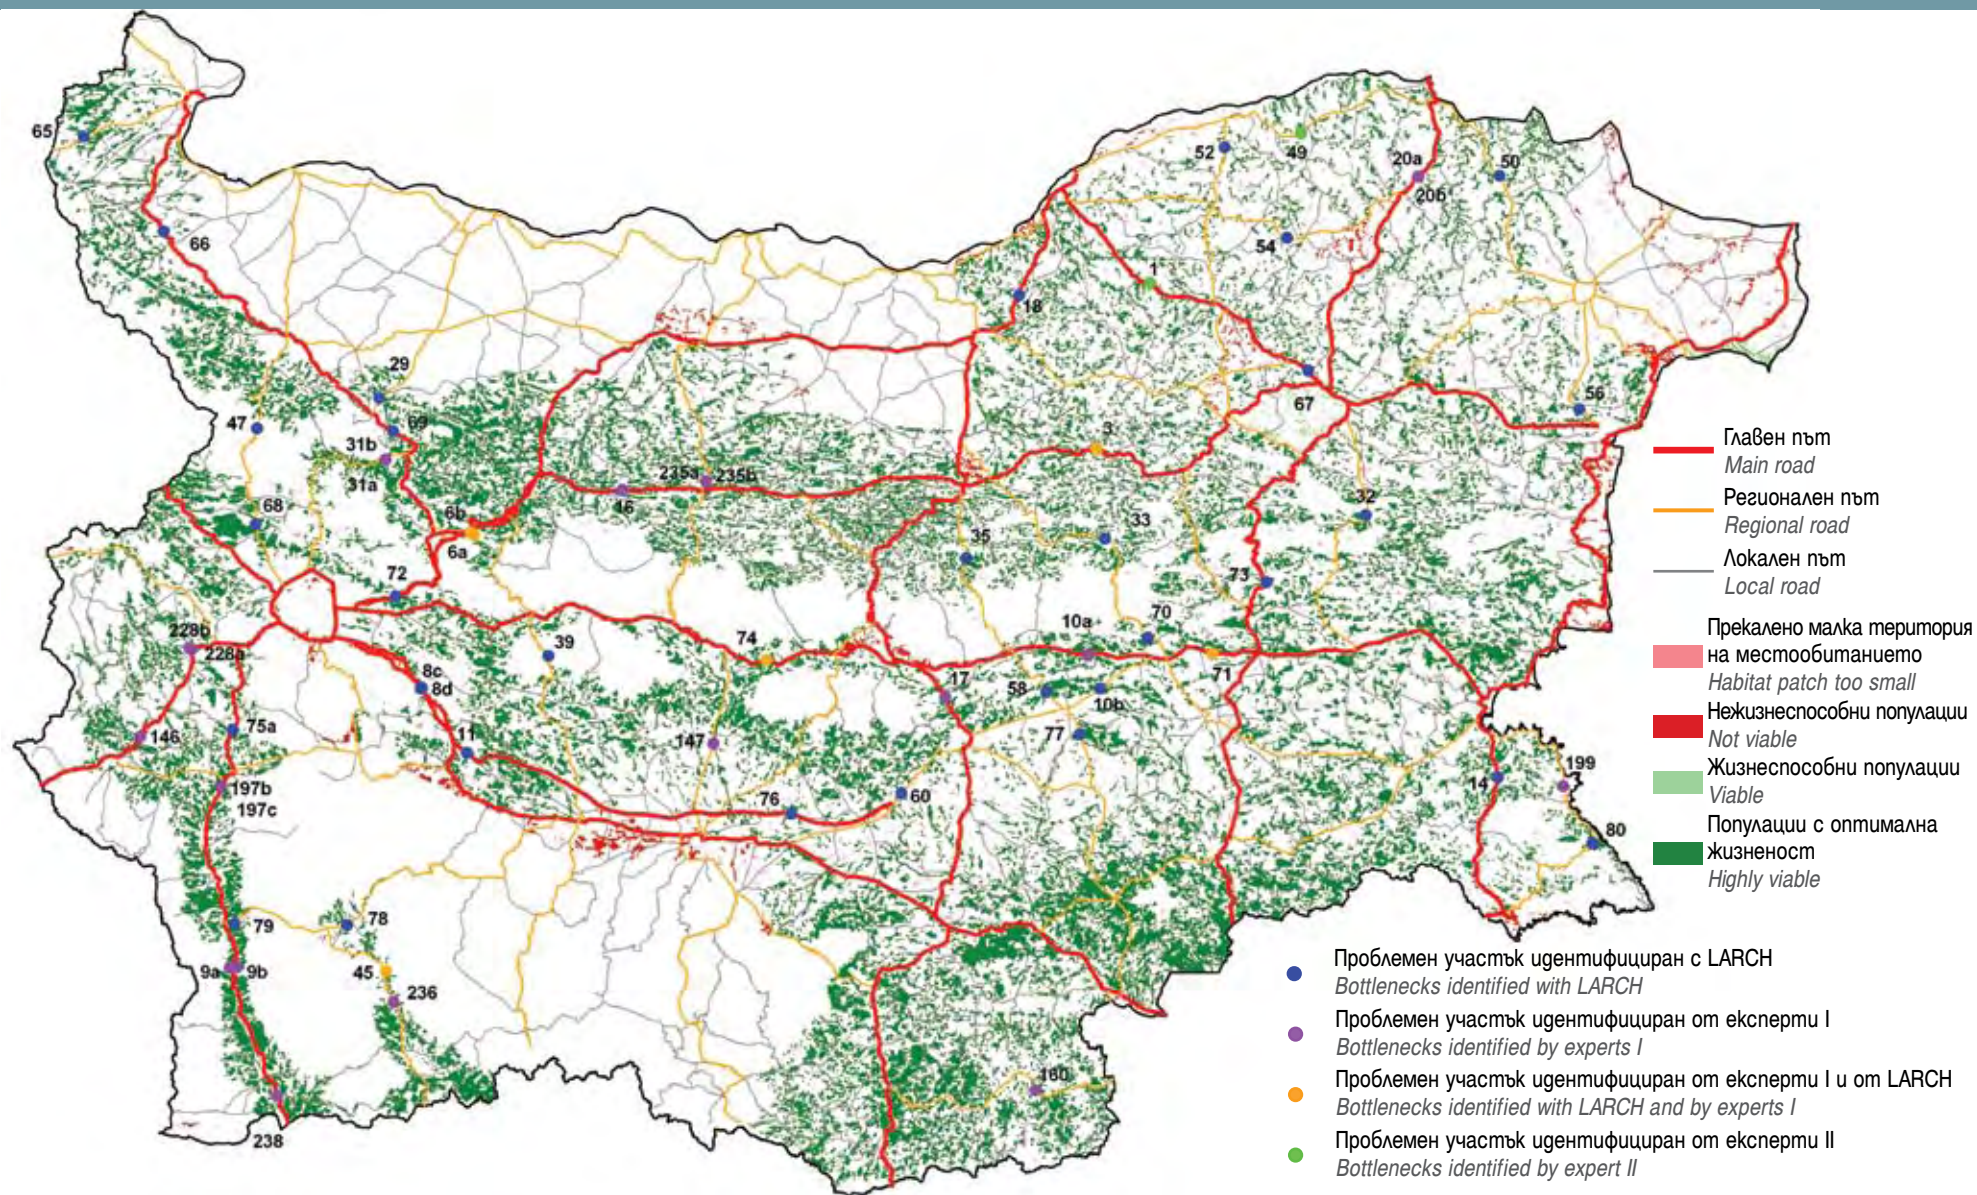 65
52
49
20a
20б
50
66
54
1
18
29
47
69
67
56
31b
31a
3
235a
235b
68
16
32
6b
6a
33
35
72
73
228b
228a
10a
70
39
74
71
8c
8d
17
58
10b
75a
146
11
147
77
14
199
197b
197c
76
60
80
79
78
9a
9b
45
236
160
238
Главен път
Main road
Регионален път
Regional road
Локален път
Local road
Прекалено малка територия
на местообитанието
Habitat patch too small
Нежизнеспособни популации
Not viable
Жизнеспособни популации
Viable
Популации с оптимална
жизненост
Highly viable
Проблемен участък идентифициран с LARCH
Bottlenecks identified with LARCH
Проблемен участък идентифициран от експерти I
Bottlenecks identified by experts I
Проблемен участък идентифициран от експерти I и от LARCH
Bottlenecks identified with LARCH and by experts I
Проблемен участък идентифициран от експерти II
Bottlenecks identified by expert II